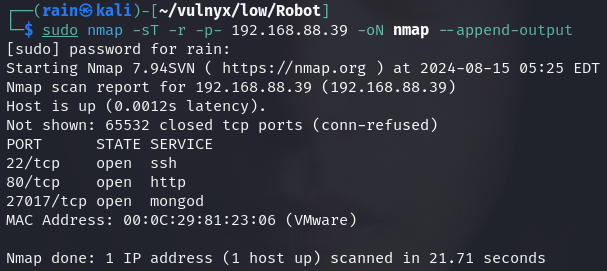 ┌──(rain㉿kali)-[~/vulnyx/low/Robot]
└─$ sudo nmap -sT -r -p- 192.168.88.39 -oN nmap --append-output
[sudo] password for rain:
Starting Nmap 7.94SVN ( https://nmap.org ) at 2024-08-15 05:25 EDT
Nmap scan report for 192.168.88.39 (192.168.88.39)
Host is up (0.0012s latency).
Not shown: 65532 closed tcp ports (conn-refused)
PORT      STATE SERVICE
22/tcp    open  ssh
80/tcp    open  http
27017/tcp open  mongod
MAC Address: 00:0C:29:81:23:06 (VMware)
Nmap done: 1 IP address (1 host up) scanned in 21.71 seconds